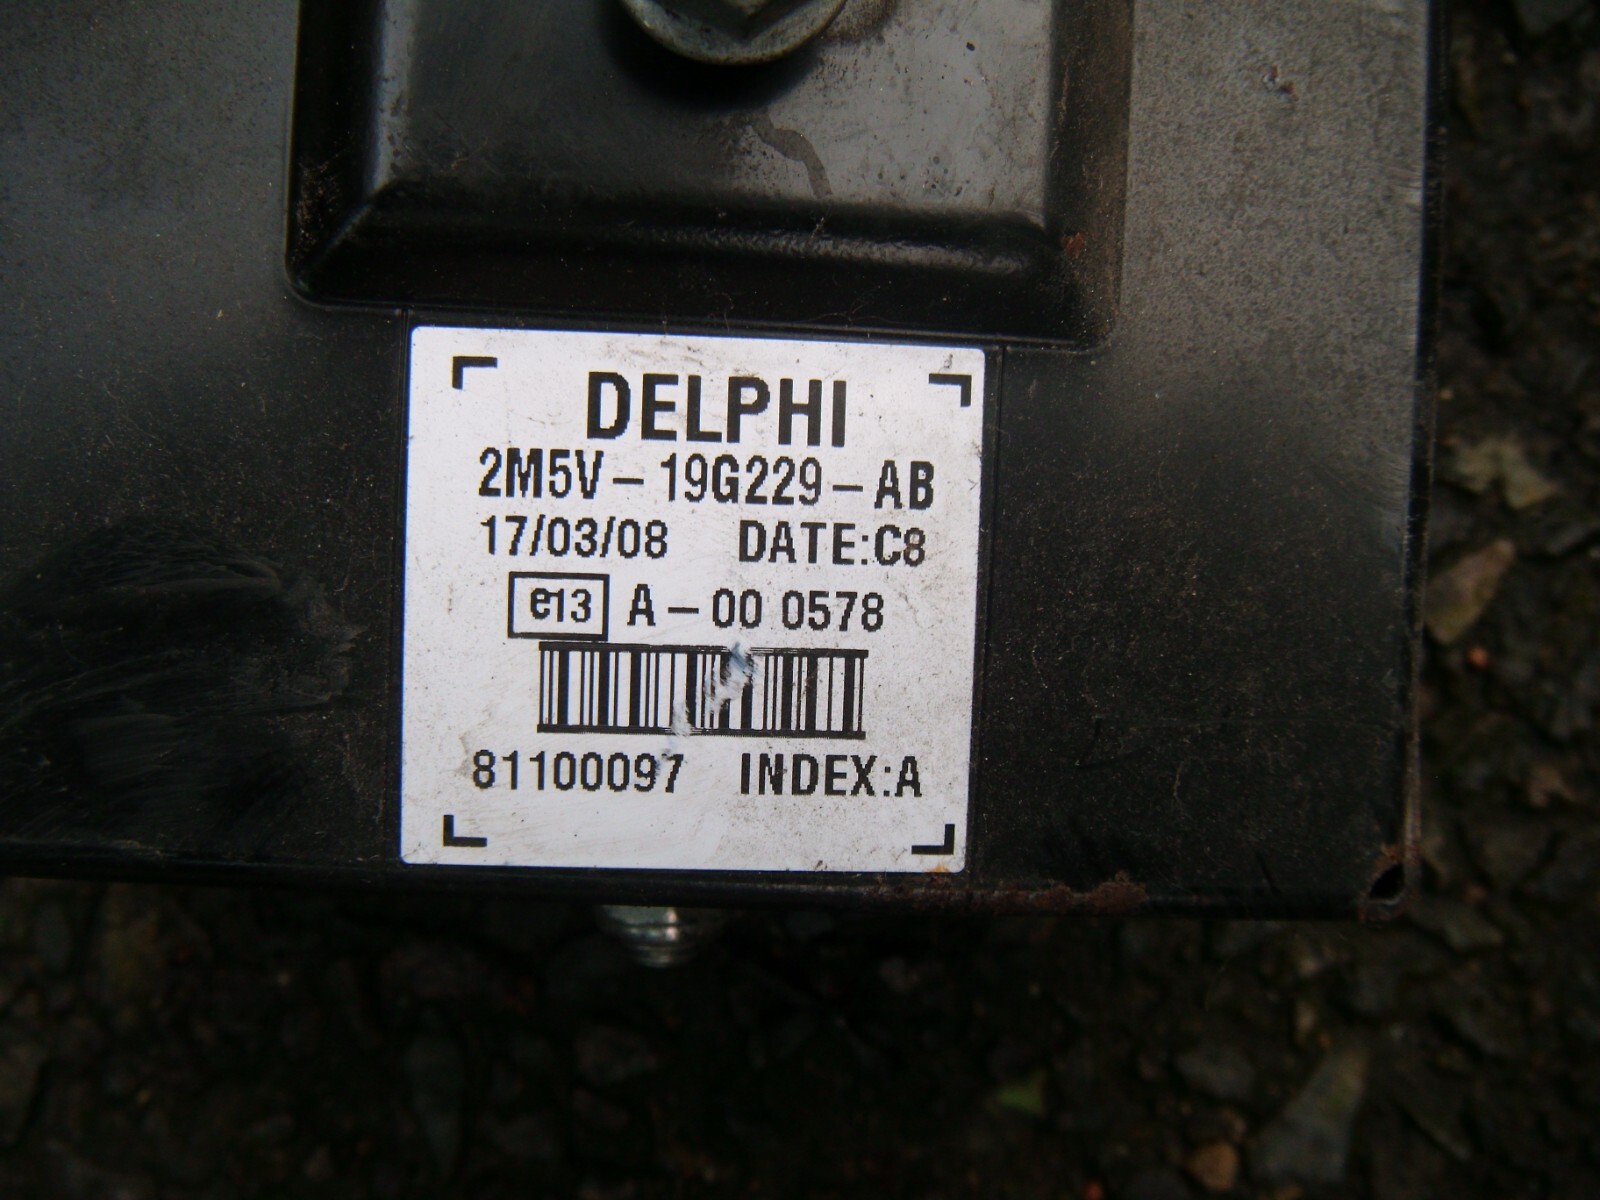 DELPHI
2M5V - 19G229 - AB
17/03/08 DATE:C8
e13 A - 00 0578
81100097 INDEX:A